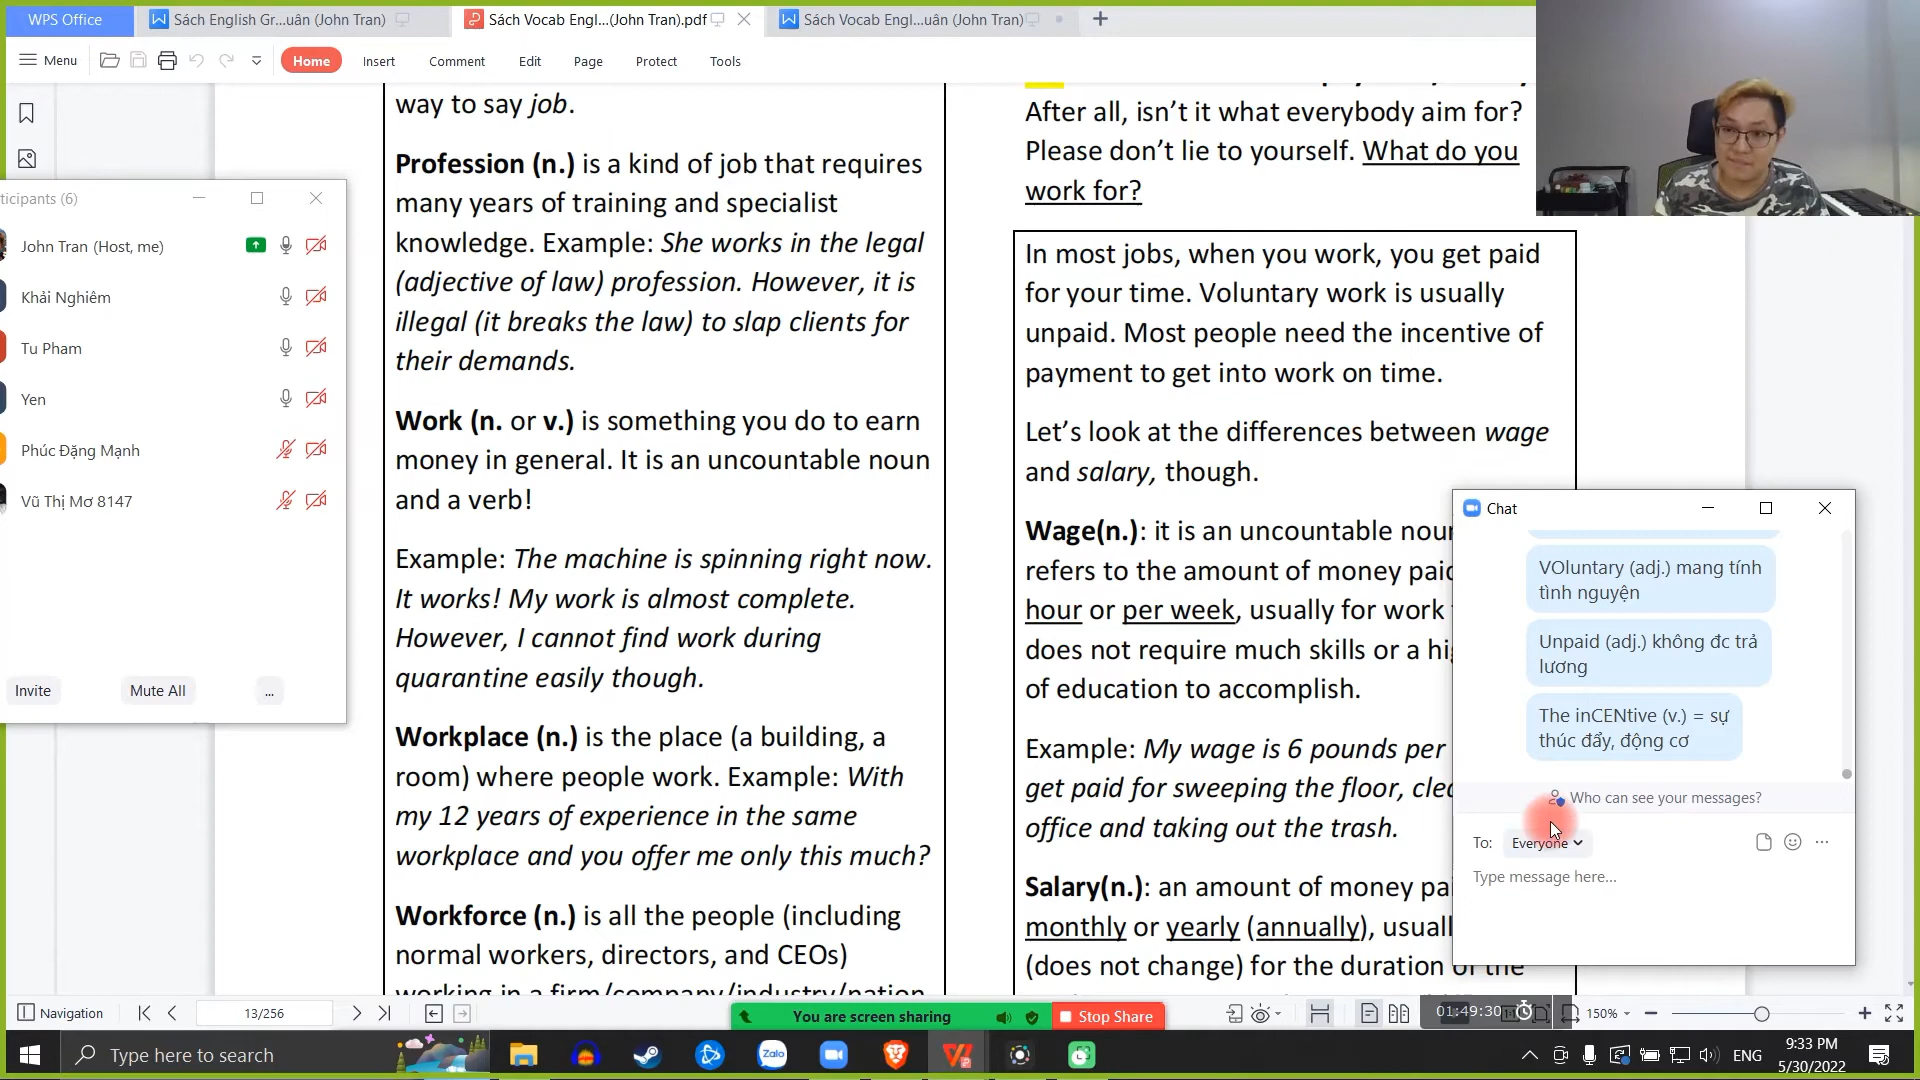 WPS Office
Sách English Gr...uân (John Tran)
Sách Vocab Engl...(John Tran).pdf
Sách Vocab Engl...uân (John Tran)
Menu
Home
Insert
Comment
Edit
Page
Protect
Tools
way to say job.
Profession (n.) is a kind of job that requires
many years of training and specialist
knowledge. Example: She works in the legal
(adjective of law) profession. However, it is
illegal (it breaks the law) to slap clients for
their demands.
Work (n. or v.) is something you do to earn
money in general. It is an uncountable noun
and a verb!
Example: The machine is spinning right now.
It works! My work is almost complete.
However, I cannot find work during
quarantine easily though.
Workplace (n.) is the place (a building, a
room) where people work. Example: With
my 12 years of experience in the same
workplace and you offer me only this much?
Workforce (n.) is all the people (including
normal workers, directors, and CEOs)
working in a firm/company/industry/nation
After all, isn't it what everybody aim for?
Please don't lie to yourself. What do you
work for?
In most jobs, when you work, you get paid
for your time. Voluntary work is usually
unpaid. Most people need the incentive of
payment to get into work on time.
Let's look at the differences between wage
and salary, though.
Wage(n.): it is an uncountable nou
refers to the amount of money paid
hour or per week, usually for work
does not require much skills or a hi
of education to accomplish.
Example: My wage is 6 pounds per
get paid for sweeping the floor, cle
office and taking out the trash.
Salary(n.): an amount of money pa
monthly or yearly (annually), usual
(does not change) for the duration of the
ticipants (6)
John Tran (Host, me)
Khải Nghiêm
Tu Pham
Yen
Phúc Đặng Mạnh
Vũ Thị Mơ 8147
Invite
Mute All
...
Chat
VOluntary (adj.) mang tính
tình nguyện
Unpaid (adj.) không đc trả
lương
The inCENtive (v.) = sự
thúc đẩy, động cơ
Who can see your messages?
To: Everyone
Type message here...
Navigation
13/256
You are screen sharing
Stop Share
01:49:30
150%
Type here to search
Zalo
ENG
9:33 PM
5/30/2022